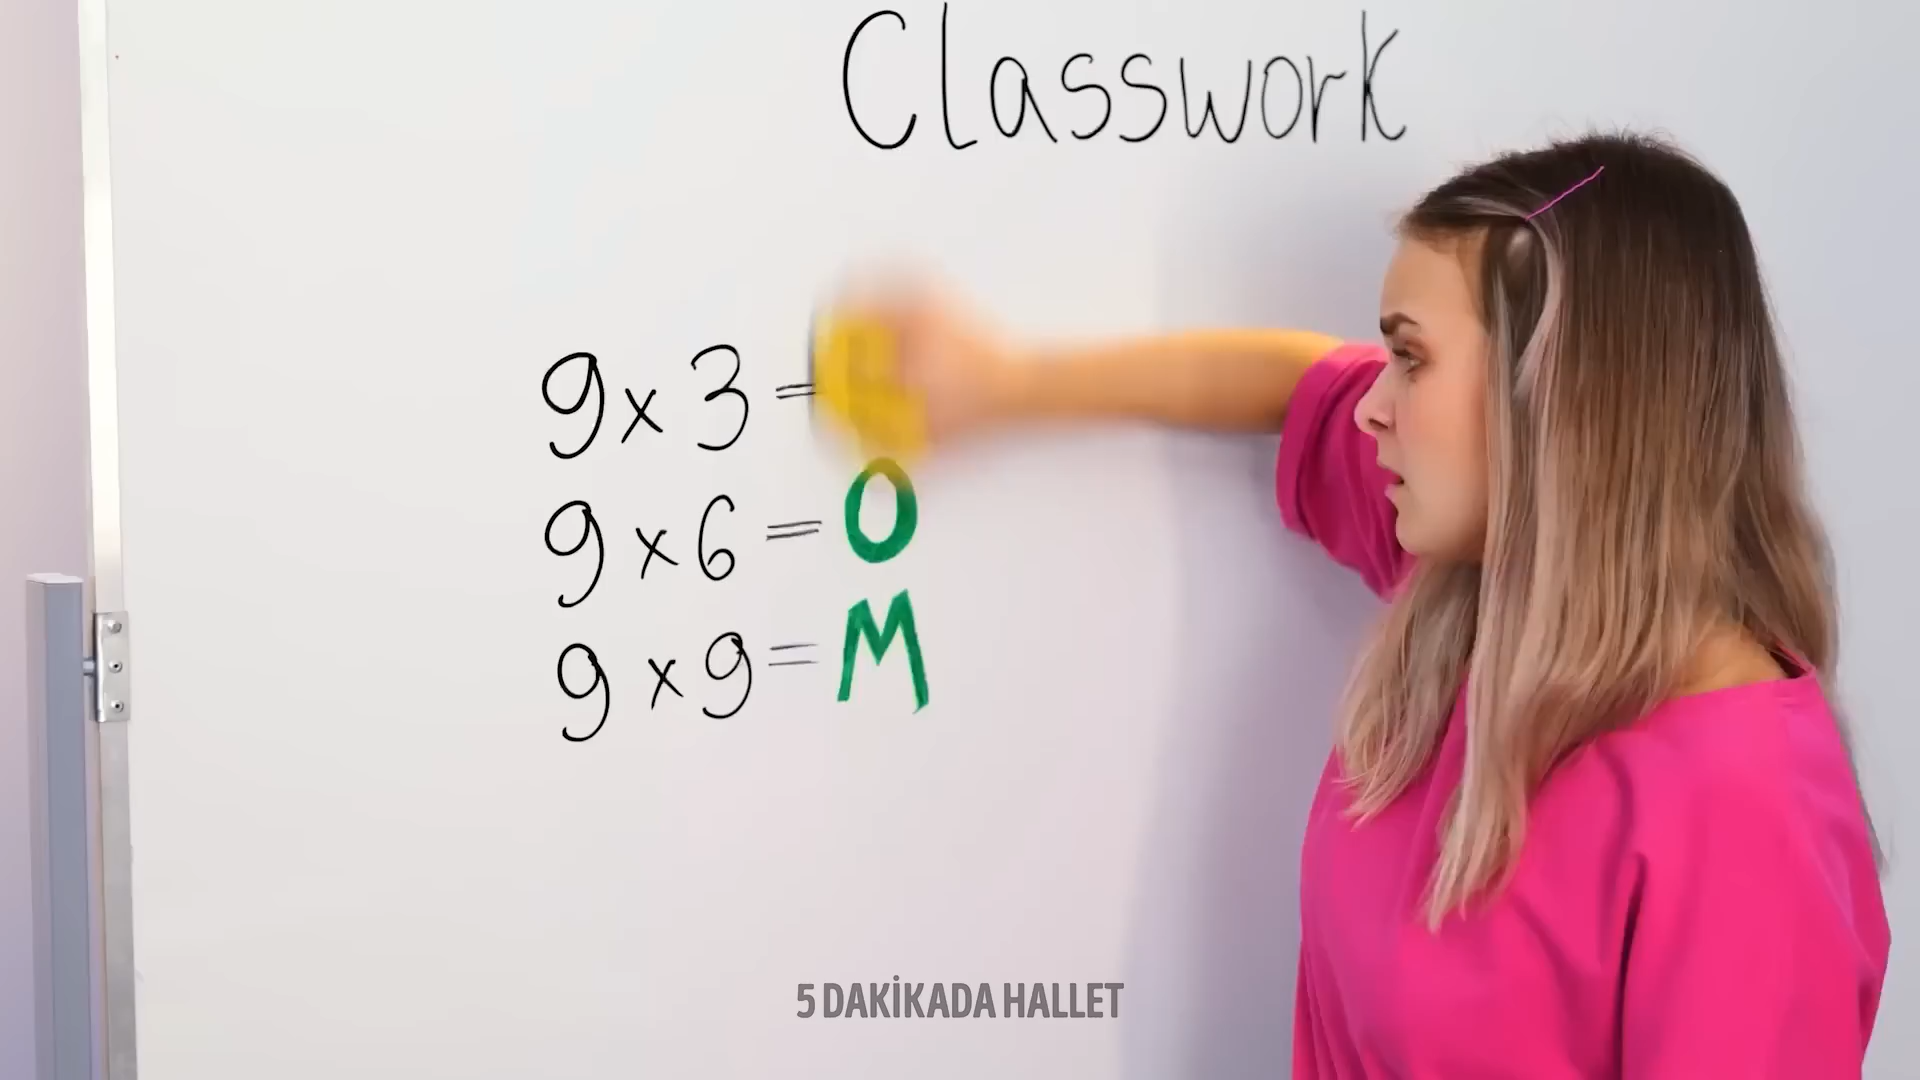 Classwork
9 x 3 =
9 x 6 = O
9 x 9 = M
5 DAKİKADA HALLET